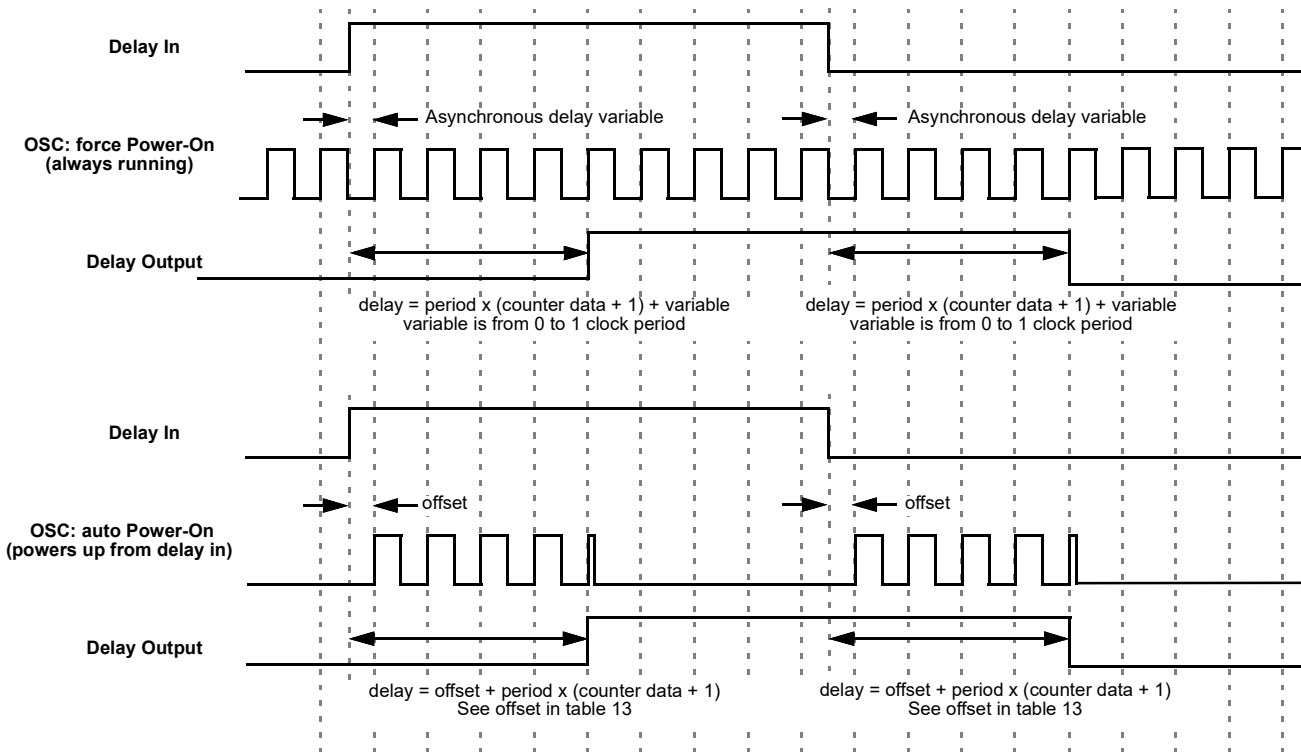 Delay In
Asynchronous delay variable
Asynchronous delay variable
OSC: force Power-On
(always running)
Delay Output
delay = period x (counter data + 1) + variable
variable is from 0 to 1 clock period
delay = period x (counter data + 1) + variable
variable is from 0 to 1 clock period
Delay In
offset
offset
OSC: auto Power-On
(powers up from delay in)
Delay Output
delay = offset + period x (counter data + 1)
See offset in table 13
delay = offset + period x (counter data + 1)
See offset in table 13